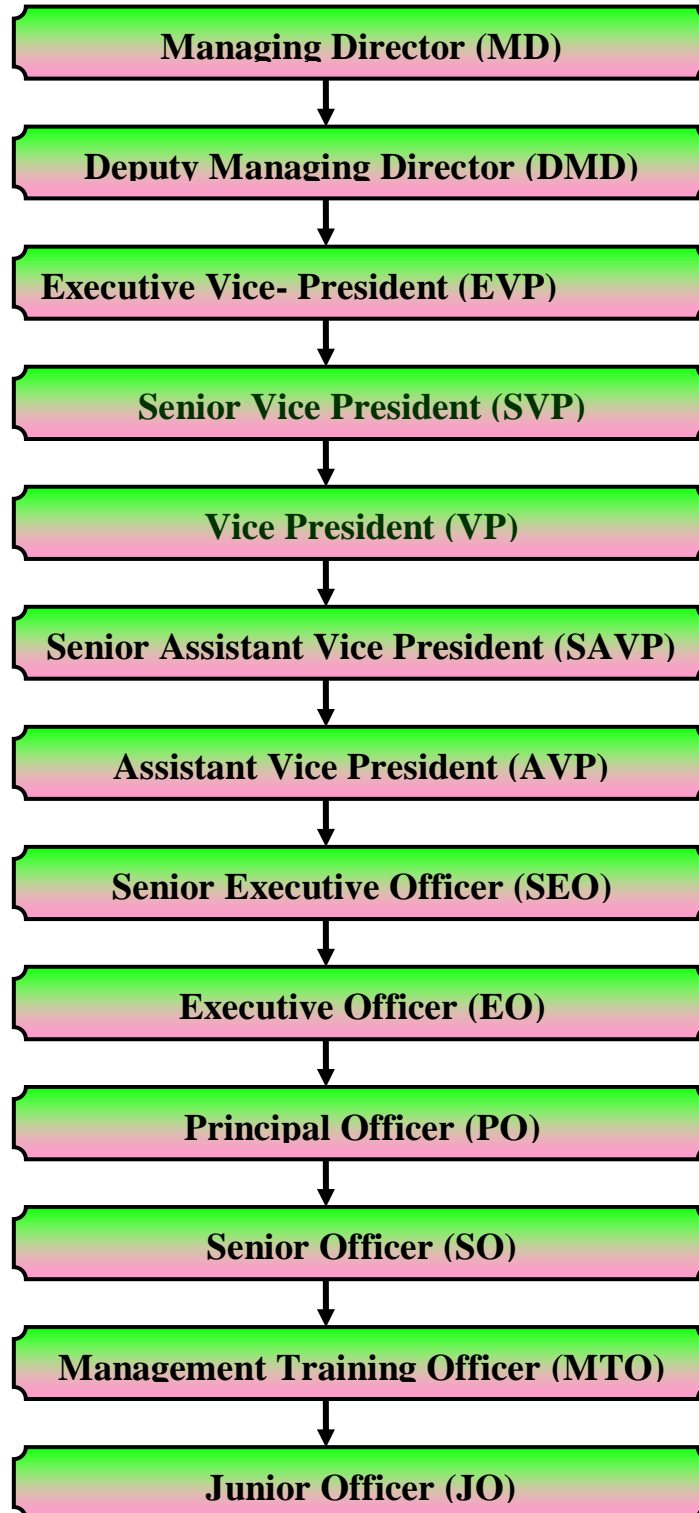 Managing Director (MD)
Deputy Managing Director (DMD)
Executive Vice- President (EVP)
Senior Vice President (SVP)
Vice President (VP)
Senior Assistant Vice President (SAVP)
Assistant Vice President (AVP)
Senior Executive Officer (SEO)
Executive Officer (EO)
Principal Officer (PO)
Senior Officer (SO)
Management Training Officer (MTO)
Junior Officer (JO)